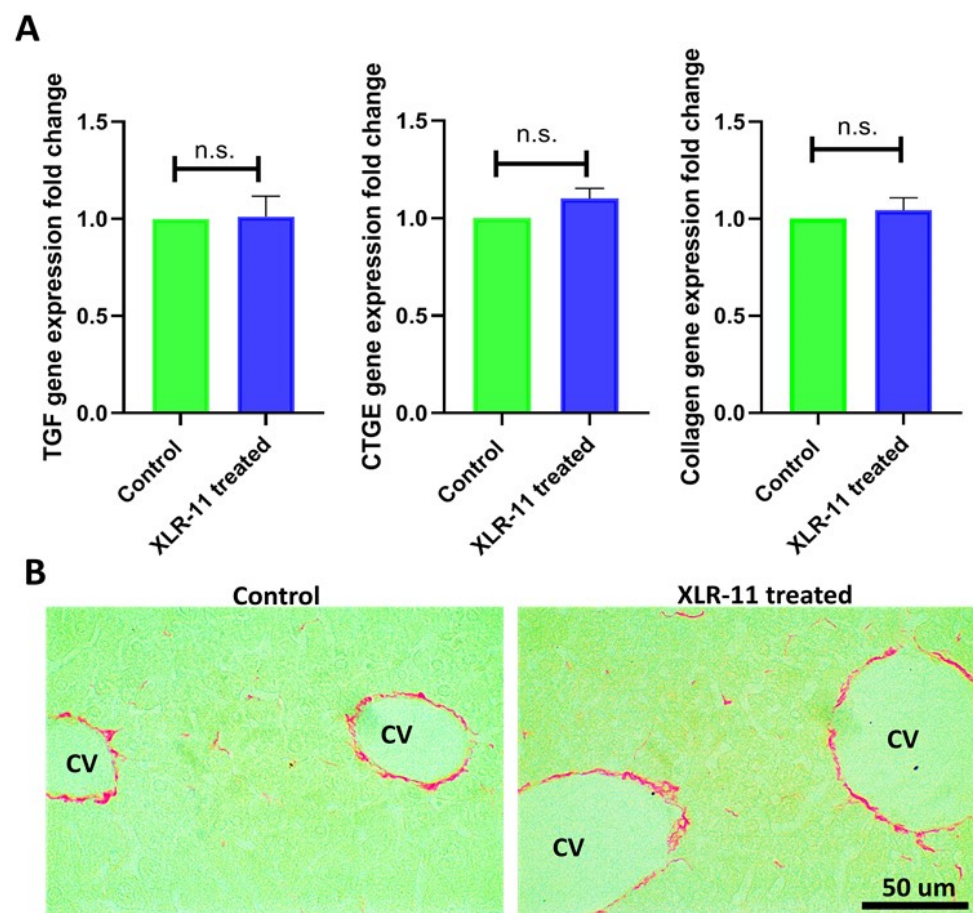 A
TGF gene expression fold change
1.5
1.0
0.5
0.0
n.s.
Control
XLR-11 treated
CTGE gene expression fold change
1.5
1.0
0.5
0.0
n.s.
Control
XLR-11 treated
Collagen gene expression fold change
1.5
1.0
0.5
0.0
n.s.
Control
XLR-11 treated
B
Control
XLR-11 treated
CV
CV
CV
CV
50 um